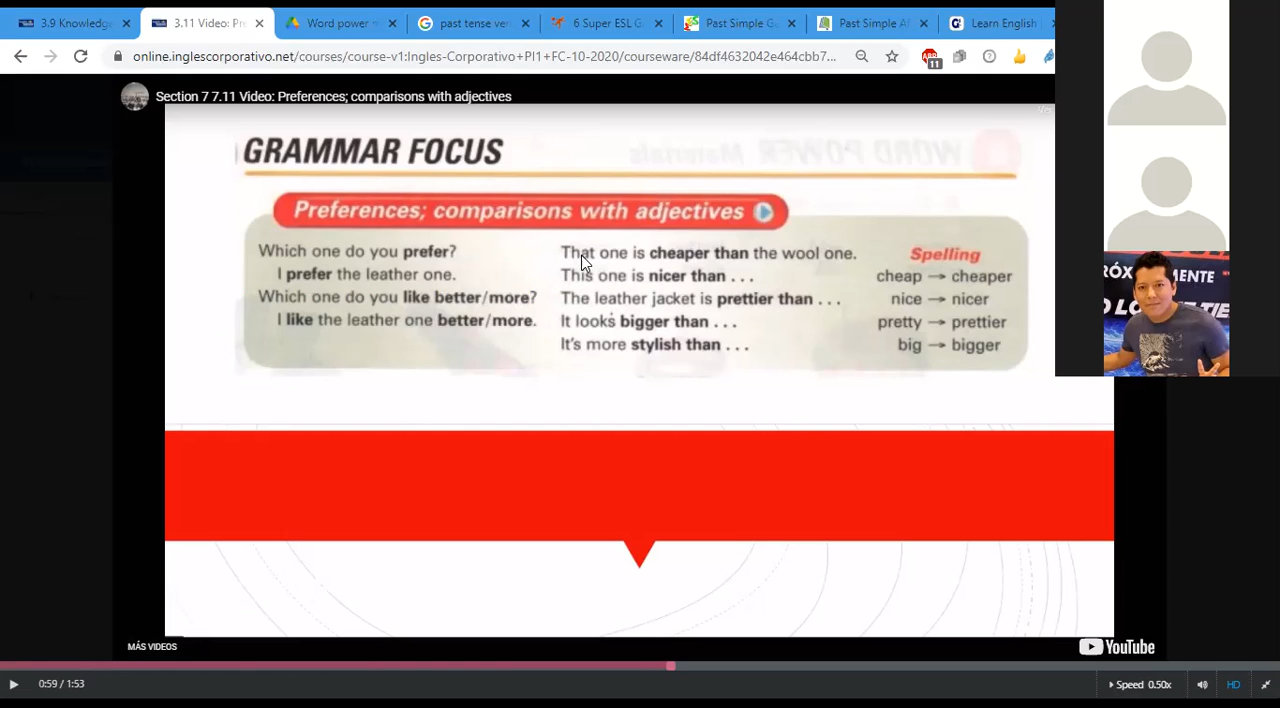 3.9 Knowledge
3.11 Video: Pre
Word power
past tense ver
6 Super ESL G
Past Simple G
Past Simple A
Learn English
online.inglescorporativo.net/courses/course-v1:Ingles-Corporativo+PI1+FC-10-2020/courseware/84df4632042e464cbb7...
11
Section 7 7.11 Video: Preferences; comparisons with adjectives
GRAMMAR FOCUS
WORD POWER Materials
Preferences; comparisons with adjectives
Which one do you prefer?
I prefer the leather one.
Which one do you like better/more?
I like the leather one better/more.
That one is cheaper than the wool one.
This one is nicer than . . .
The leather jacket is prettier than . . .
It looks bigger than . . .
It's more stylish than . . .
Spelling
cheap → cheaper
nice → nicer
pretty → prettier
big → bigger
MÁS VIDEOS
YouTube
0:59 / 1:53
Speed 0.50x
HD